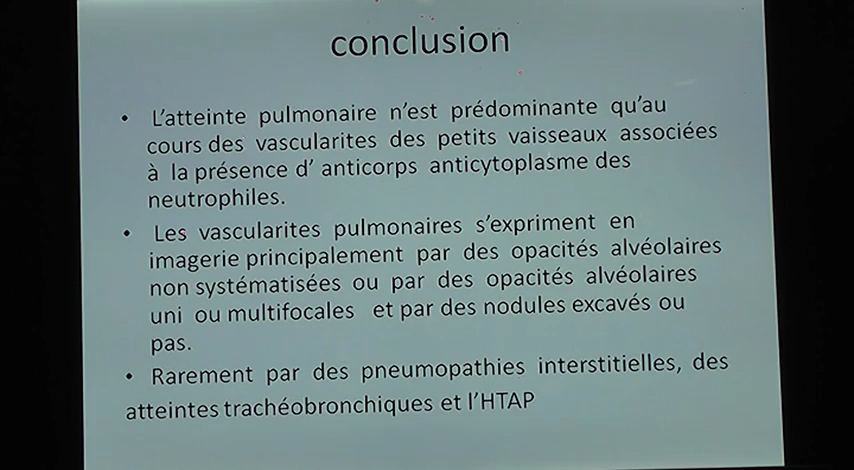 conclusion
• L'atteinte pulmonaire n'est prédominante qu'au
cours des vascularites des petits vaisseaux associées
à la présence d' anticorps anticytoplasme des
neutrophiles.
• Les vascularites pulmonaires s'expriment en
imagerie principalement par des opacités alvéolaires
non systématisées ou par des opacités alvéolaires
uni ou multifocales et par des nodules excavés ou
pas.
• Rarement par des pneumopathies interstitielles, des
atteintes trachéobronchiques et l'HTAP